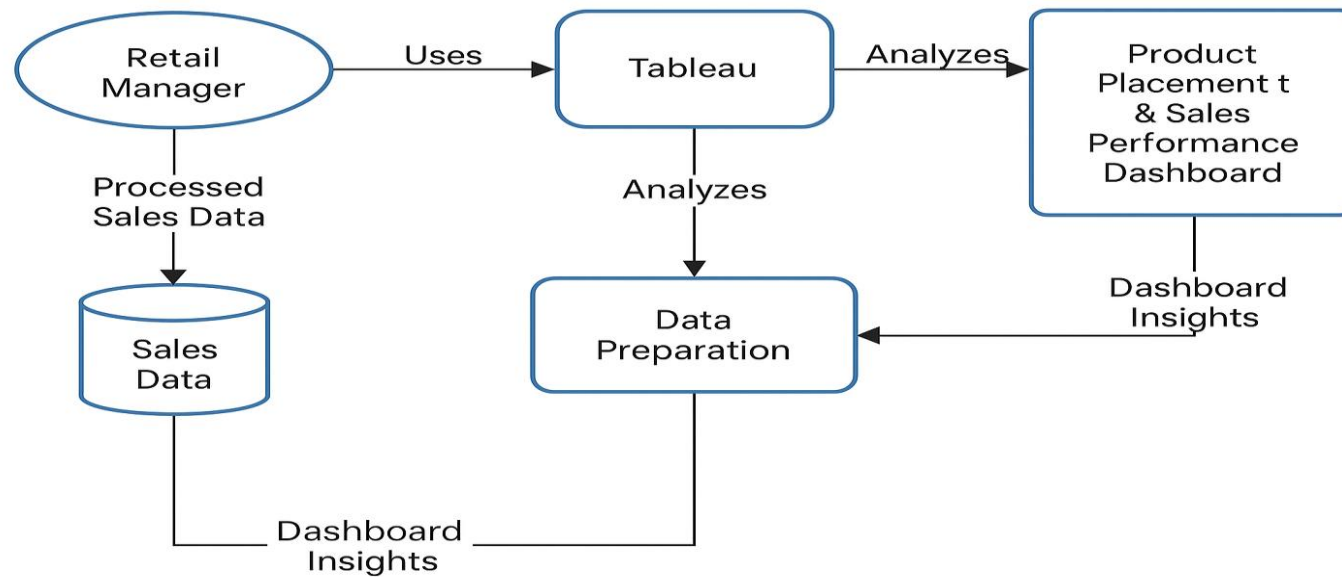 Retail
Manager
Uses
Tableau
Analyzes
Product
Placement t
& Sales
Performance
Dashboard
Processed
Sales Data
Analyzes
Dashboard
Insights
Sales
Data
Data
Preparation
Dashboard
Insights